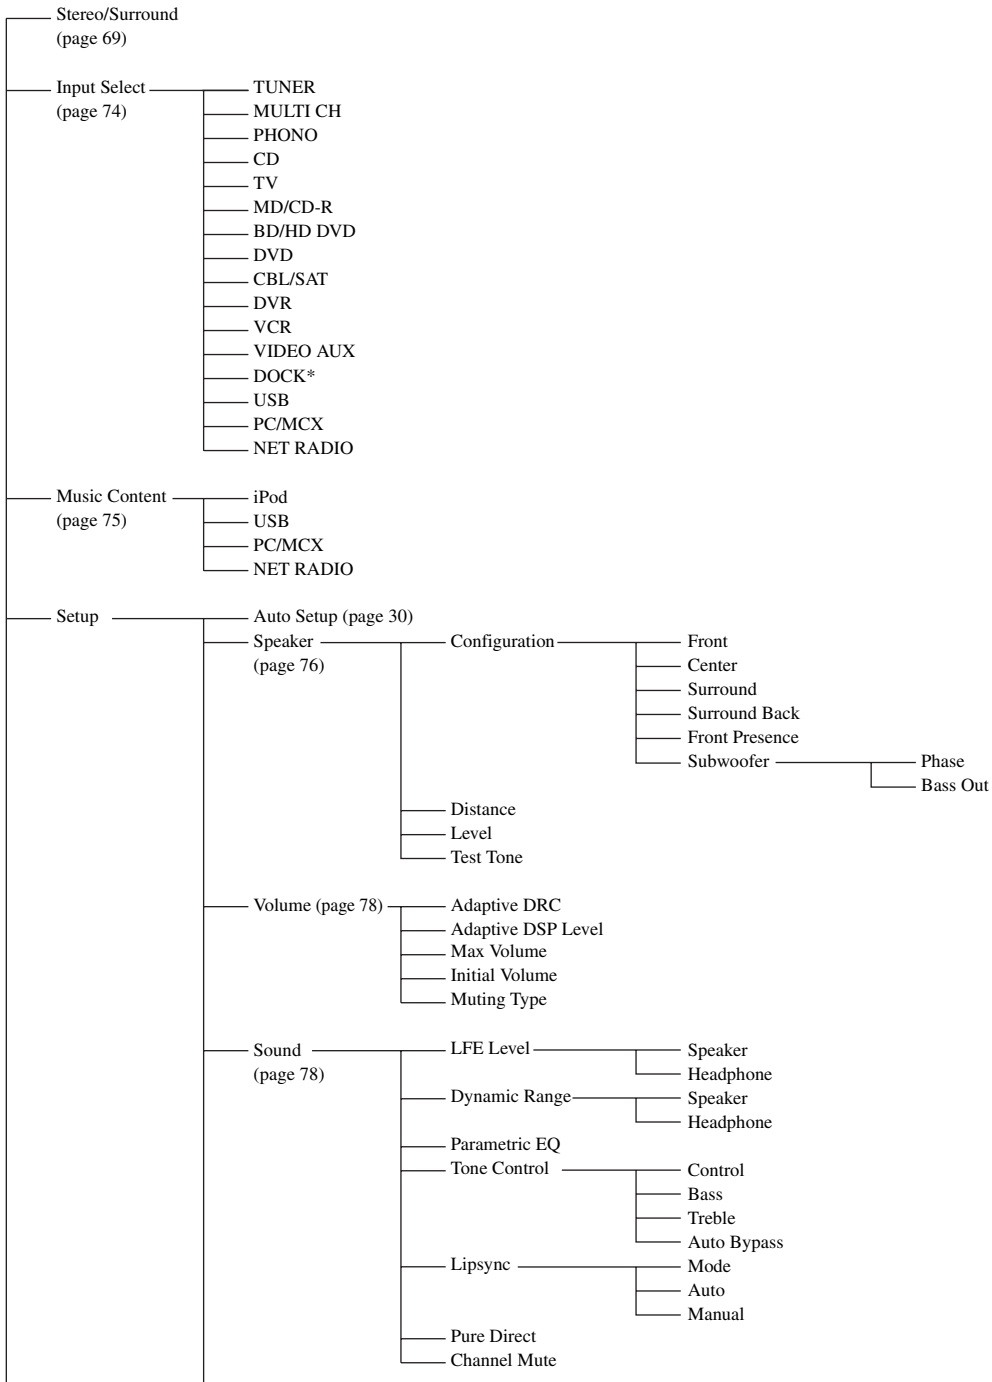 Stereo/Surround
(page 69)
Input Select
(page 74)
TUNER
MULTI CH
PHONO
CD
TV
MD/CD-R
BD/HD DVD
DVD
CBL/SAT
DVR
VCR
VIDEO AUX
DOCK*
USB
PC/MCX
NET RADIO
Music Content
(page 75)
iPod
USB
PC/MCX
NET RADIO
Setup
Auto Setup (page 30)
Speaker
(page 76)
Configuration
Front
Center
Surround
Surround Back
Front Presence
Subwoofer
Phase
Bass Out
Distance
Level
Test Tone
Volume (page 78)
Adaptive DRC
Adaptive DSP Level
Max Volume
Initial Volume
Muting Type
Sound
(page 78)
LFE Level
Speaker
Headphone
Dynamic Range
Speaker
Headphone
Parametric EQ
Tone Control
Control
Bass
Treble
Auto Bypass
Lipsync
Mode
Auto
Manual
Pure Direct
Channel Mute